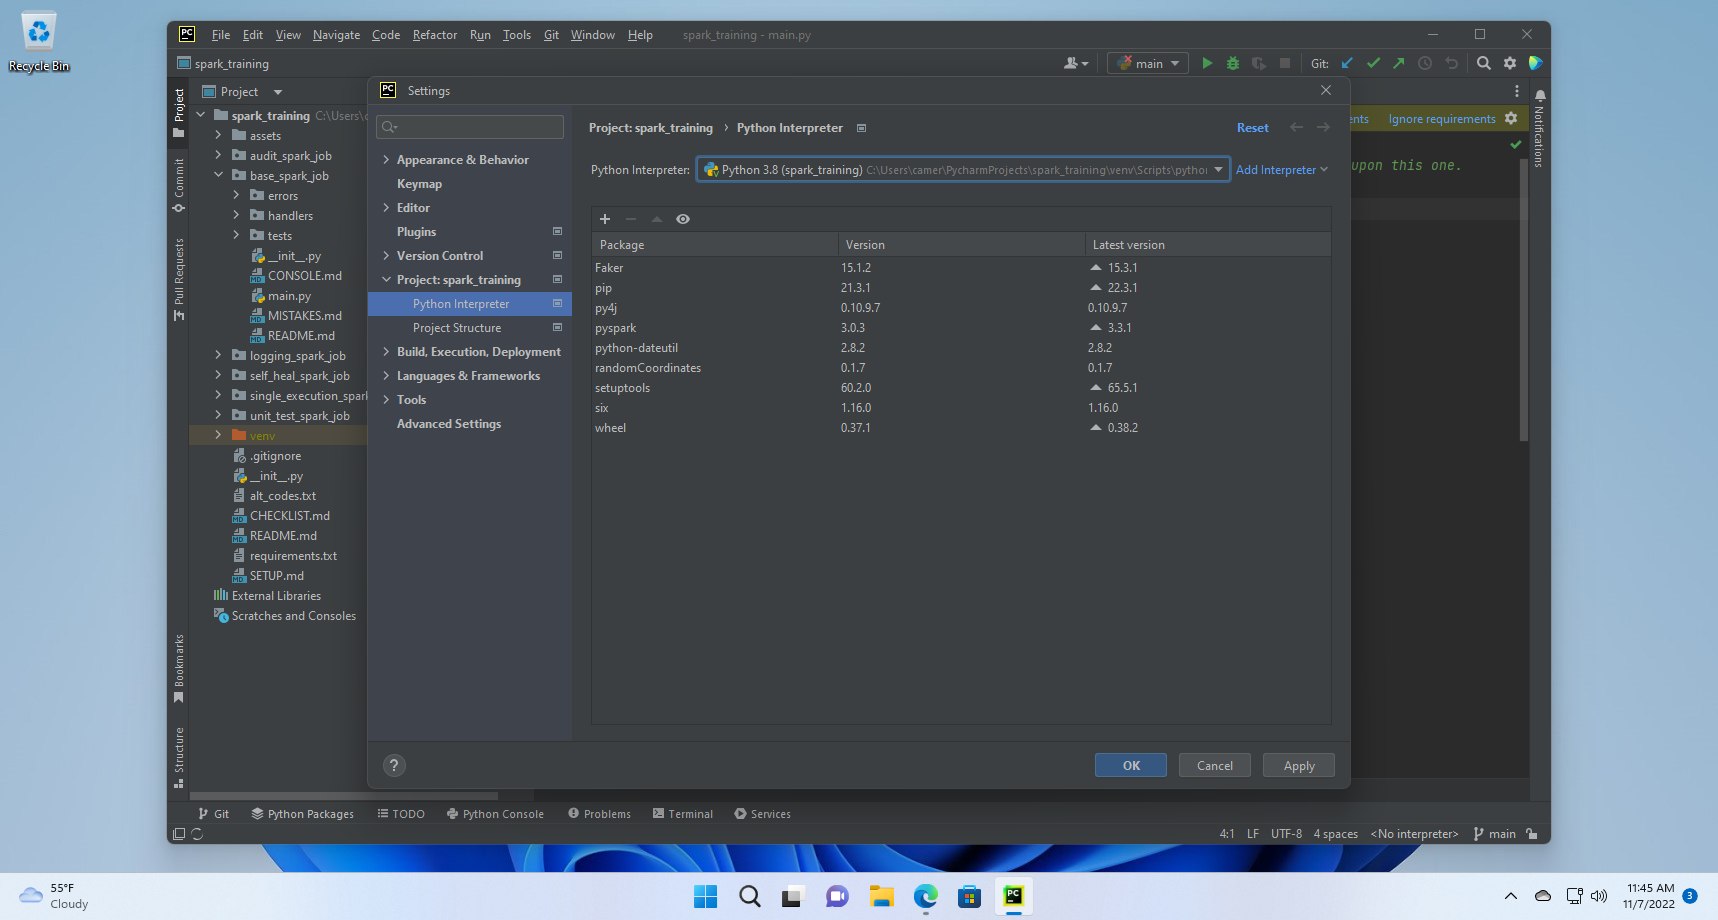 Recycle Bin
PC File Edit View Navigate Code Refactor Run Tools Git Window Help spark_training - main.py
spark_training main Git:
Project
Commit
Pull Requests
Bookmarks
Structure
Project
spark_training C:\Users\c
assets
audit_spark_job
base_spark_job
errors
handlers
tests
__init__.py
CONSOLE.md
main.py
MISTAKES.md
README.md
logging_spark_job
self_heal_spark_job
single_execution_spark
unit_test_spark_job
venv
.gitignore
__init__.py
alt_codes.txt
CHECKLIST.md
README.md
requirements.txt
SETUP.md
External Libraries
Scratches and Consoles
PC Settings
Appearance & Behavior
Keymap
Editor
Plugins
Version Control
Project: spark_training
Python Interpreter
Project Structure
Build, Execution, Deployment
Languages & Frameworks
Tools
Advanced Settings
Project: spark_training › Python Interpreter Reset
Python Interpreter: Python 3.8 (spark_training) C:\Users\camer\PycharmProjects\spark_training\venv\Scripts\pytho Add Interpreter
Package Version Latest version
Faker 15.1.2 15.3.1
pip 21.3.1 22.3.1
py4j 0.10.9.7 0.10.9.7
pyspark 3.0.3 3.3.1
python-dateutil 2.8.2 2.8.2
randomCoordinates 0.1.7 0.1.7
setuptools 60.2.0 65.5.1
six 1.16.0 1.16.0
wheel 0.37.1 0.38.2
? OK Cancel Apply
ents Ignore requirements
upon this one.
Notifications
Git Python Packages TODO Python Console Problems Terminal Services
4:1 LF UTF-8 4 spaces <No interpreter> main
55°F
Cloudy
PC
11:45 AM
11/7/2022
3